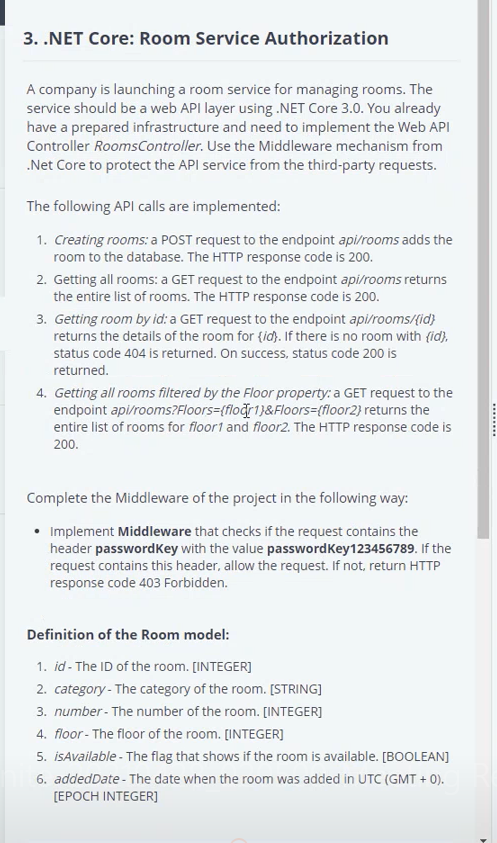 3. .NET Core: Room Service Authorization
A company is launching a room service for managing rooms. The
service should be a web API layer using .NET Core 3.0. You already
have a prepared infrastructure and need to implement the Web API
Controller RoomsController. Use the Middleware mechanism from
.Net Core to protect the API service from the third-party requests.
The following API calls are implemented:
1. Creating rooms: a POST request to the endpoint api/rooms adds the
room to the database. The HTTP response code is 200.
2. Getting all rooms: a GET request to the endpoint api/rooms returns
the entire list of rooms. The HTTP response code is 200.
3. Getting room by id: a GET request to the endpoint api/rooms/{id}
returns the details of the room for {id}. If there is no room with {id},
status code 404 is returned. On success, status code 200 is
returned.
4. Getting all rooms filtered by the Floor property: a GET request to the
endpoint api/rooms?Floors={floor1}&Floors={floor2} returns the
entire list of rooms for floor1 and floor2. The HTTP response code is
200.
Complete the Middleware of the project in the following way:
• Implement Middleware that checks if the request contains the
header passwordKey with the value passwordKey123456789. If the
request contains this header, allow the request. If not, return HTTP
response code 403 Forbidden.
Definition of the Room model:
1. id - The ID of the room. [INTEGER]
2. category - The category of the room. [STRING]
3. number - The number of the room. [INTEGER]
4. floor - The floor of the room. [INTEGER]
5. isAvailable - The flag that shows if the room is available. [BOOLEAN]
6. addedDate - The date when the room was added in UTC (GMT + 0).
[EPOCH INTEGER]